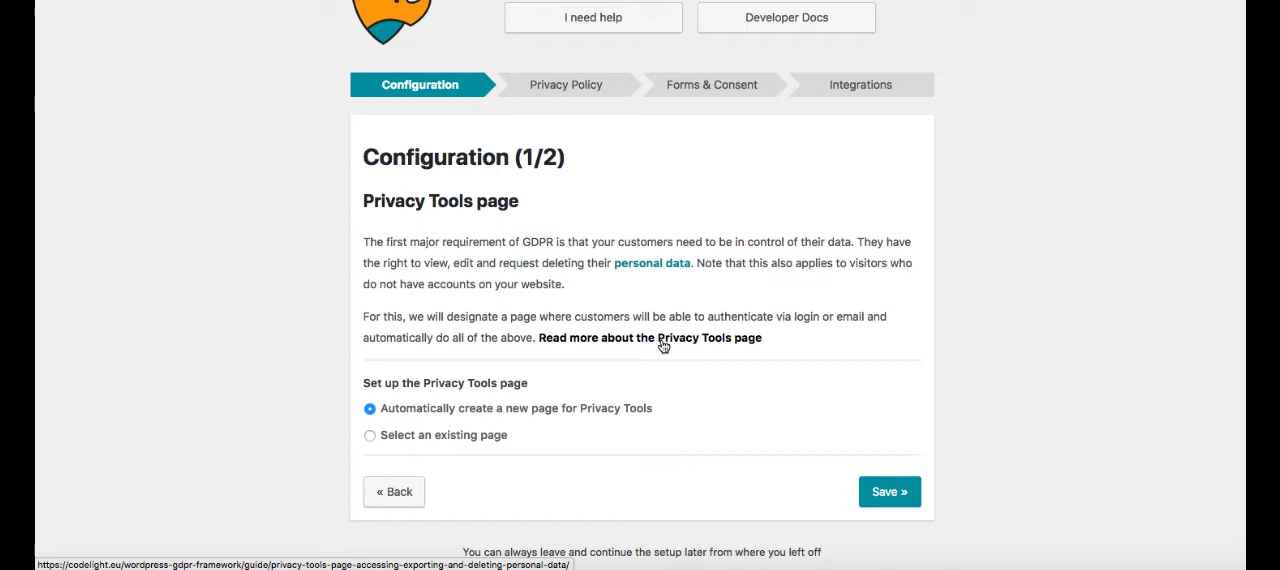 I need help
Developer Docs
Configuration
Privacy Policy
Forms & Consent
Integrations
Configuration (1/2)
Privacy Tools page
The first major requirement of GDPR is that your customers need to be in control of their data. They have
the right to view, edit and request deleting their personal data. Note that this also applies to visitors who
do not have accounts on your website.
For this, we will designate a page where customers will be able to authenticate via login or email and
automatically do all of the above. Read more about the Privacy Tools page
Set up the Privacy Tools page
Automatically create a new page for Privacy Tools
Select an existing page
« Back
Save »
You can always leave and continue the setup later from where you left off
https://codelight.eu/wordpress-gdpr-framework/guide/privacy-tools-page-accessing-exporting-and-deleting-personal-data/